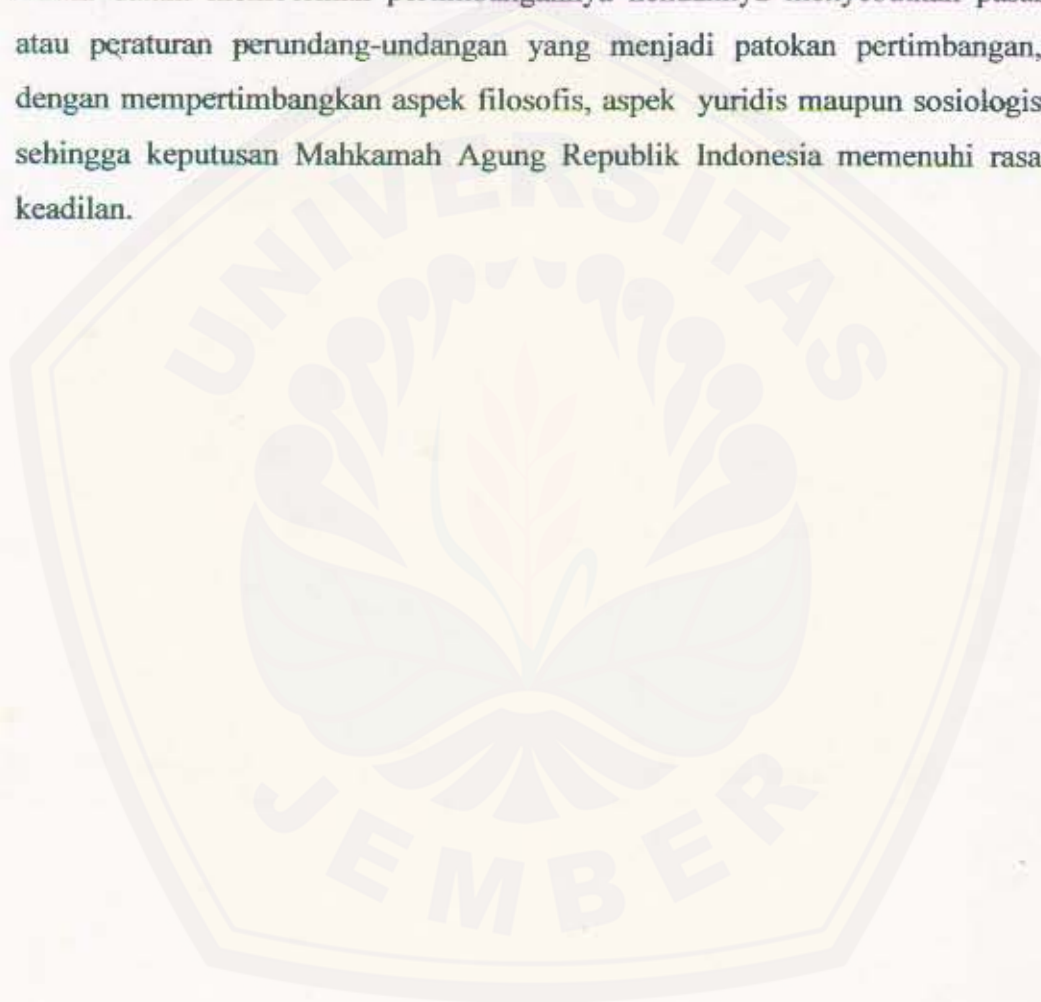 atau peraturan perundang-undangan yang menjadi patokan pertimbangan,
dengan mempertimbangkan aspek filosofis, aspek yuridis maupun sosiologis
sehingga keputusan Mahkamah Agung Republik Indonesia memenuhi rasa
keadilan.
UNIVERSITAS
JEMBER